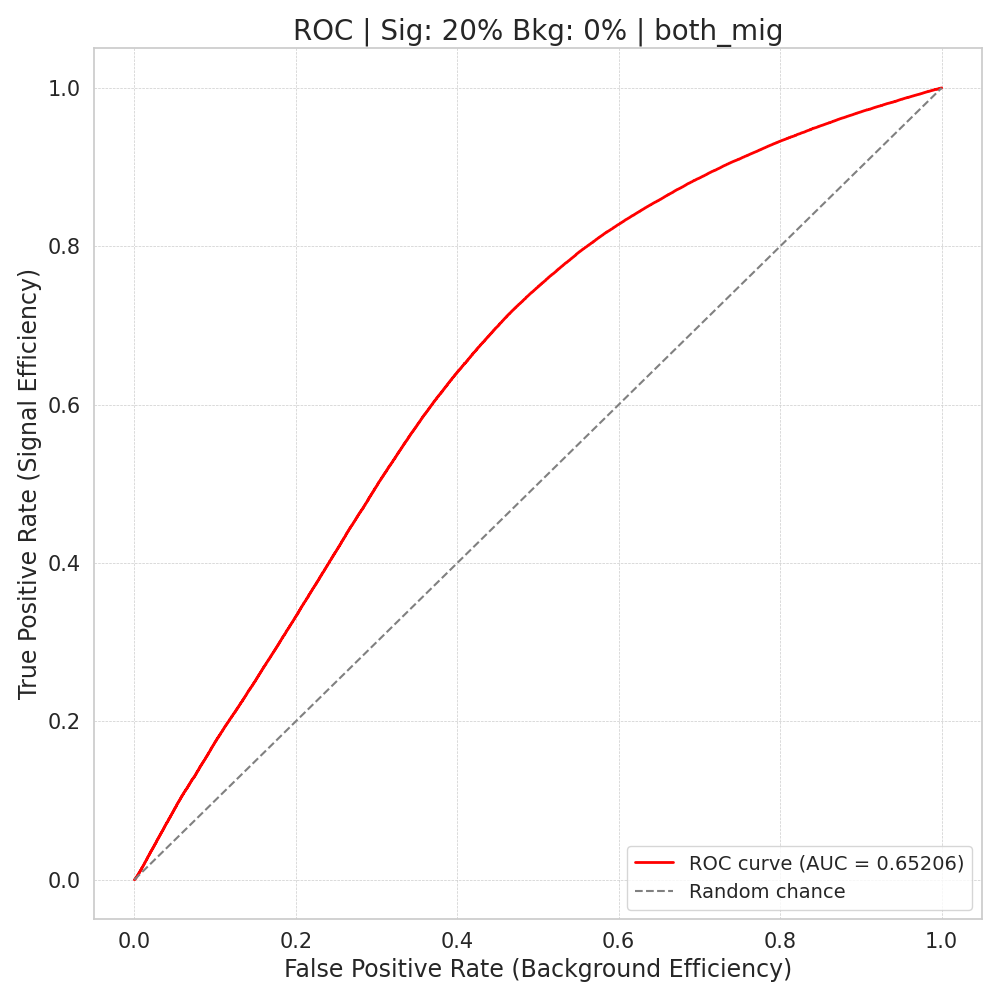 ROC | Sig: 20% Bkg: 0% | both_mig
True Positive Rate (Signal Efficiency)
1.0
0.8
0.6
0.4
0.2
0.0
ROC curve (AUC = 0.65206)
Random chance
0.0 0.2 0.4 0.6 0.8 1.0
False Positive Rate (Background Efficiency)